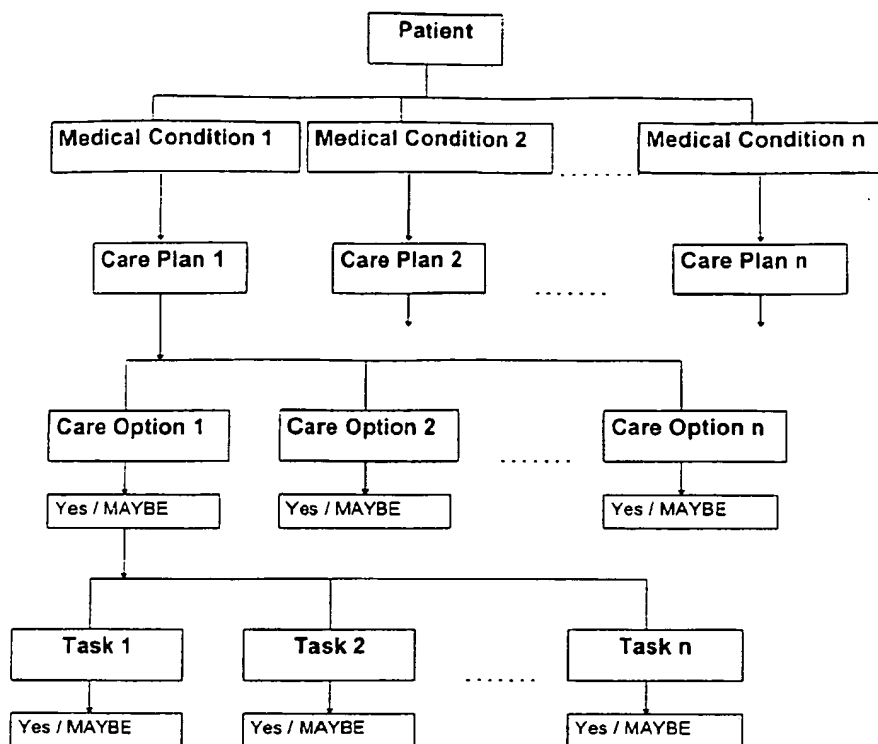 Patient
Medical Condition 1
Medical Condition 2
Medical Condition n
Care Plan 1
Care Plan 2
Care Plan n
Care Option 1
Care Option 2
Care Option n
Yes / MAYBE
Yes / MAYBE
Yes / MAYBE
Task 1
Task 2
Task n
Yes / MAYBE
Yes / MAYBE
Yes / MAYBE